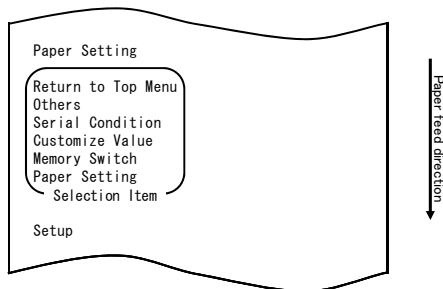 Paper Setting
Return to Top Menu
Others
Serial Condition
Customize Value
Memory Switch
Paper Setting
Selection Item
Setup
Paper feed direction